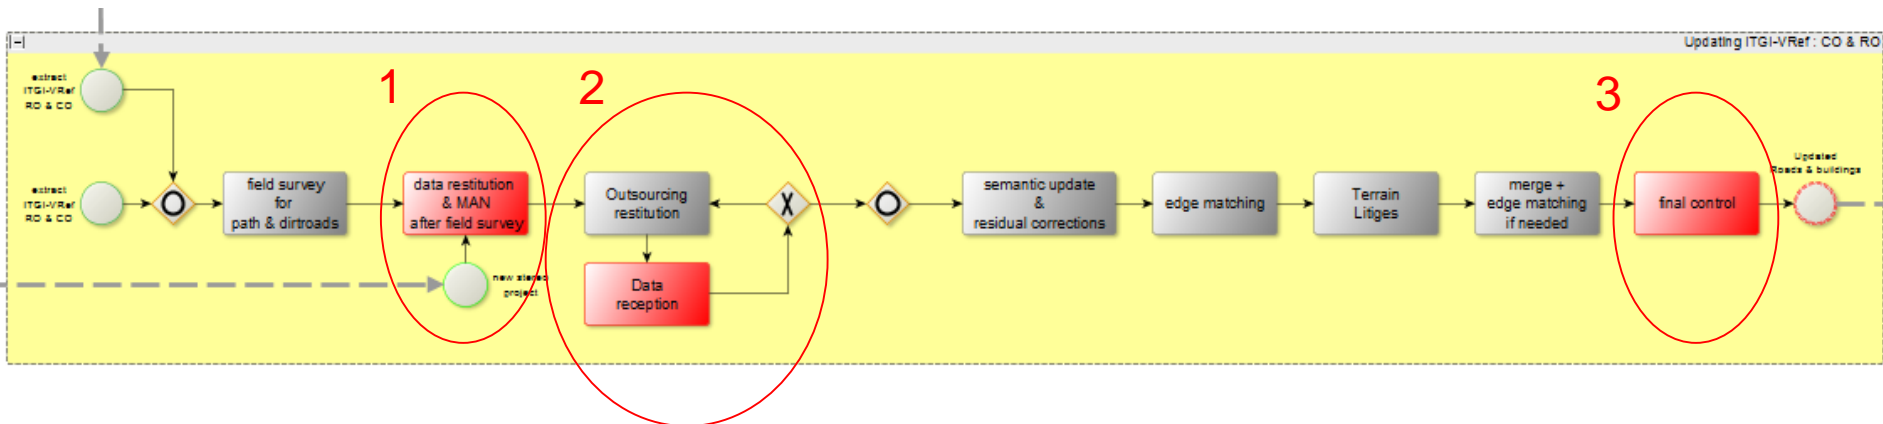 Updating ITGI-VRef : CO & RO
extract
ITGI-VRef
RO & CO
1
2
3
extract
ITGI-VRef
RO & CO
field survey
for
path & dirtroads
data restitution
& MAN
after field survey
Outsourcing
restitution
X
semantic update
&
residual corrections
edge matching
Terrain
Litiges
merge +
edge matching
if needed
final control
Updated
Roads & buildings
new stereo
project
Data
reception